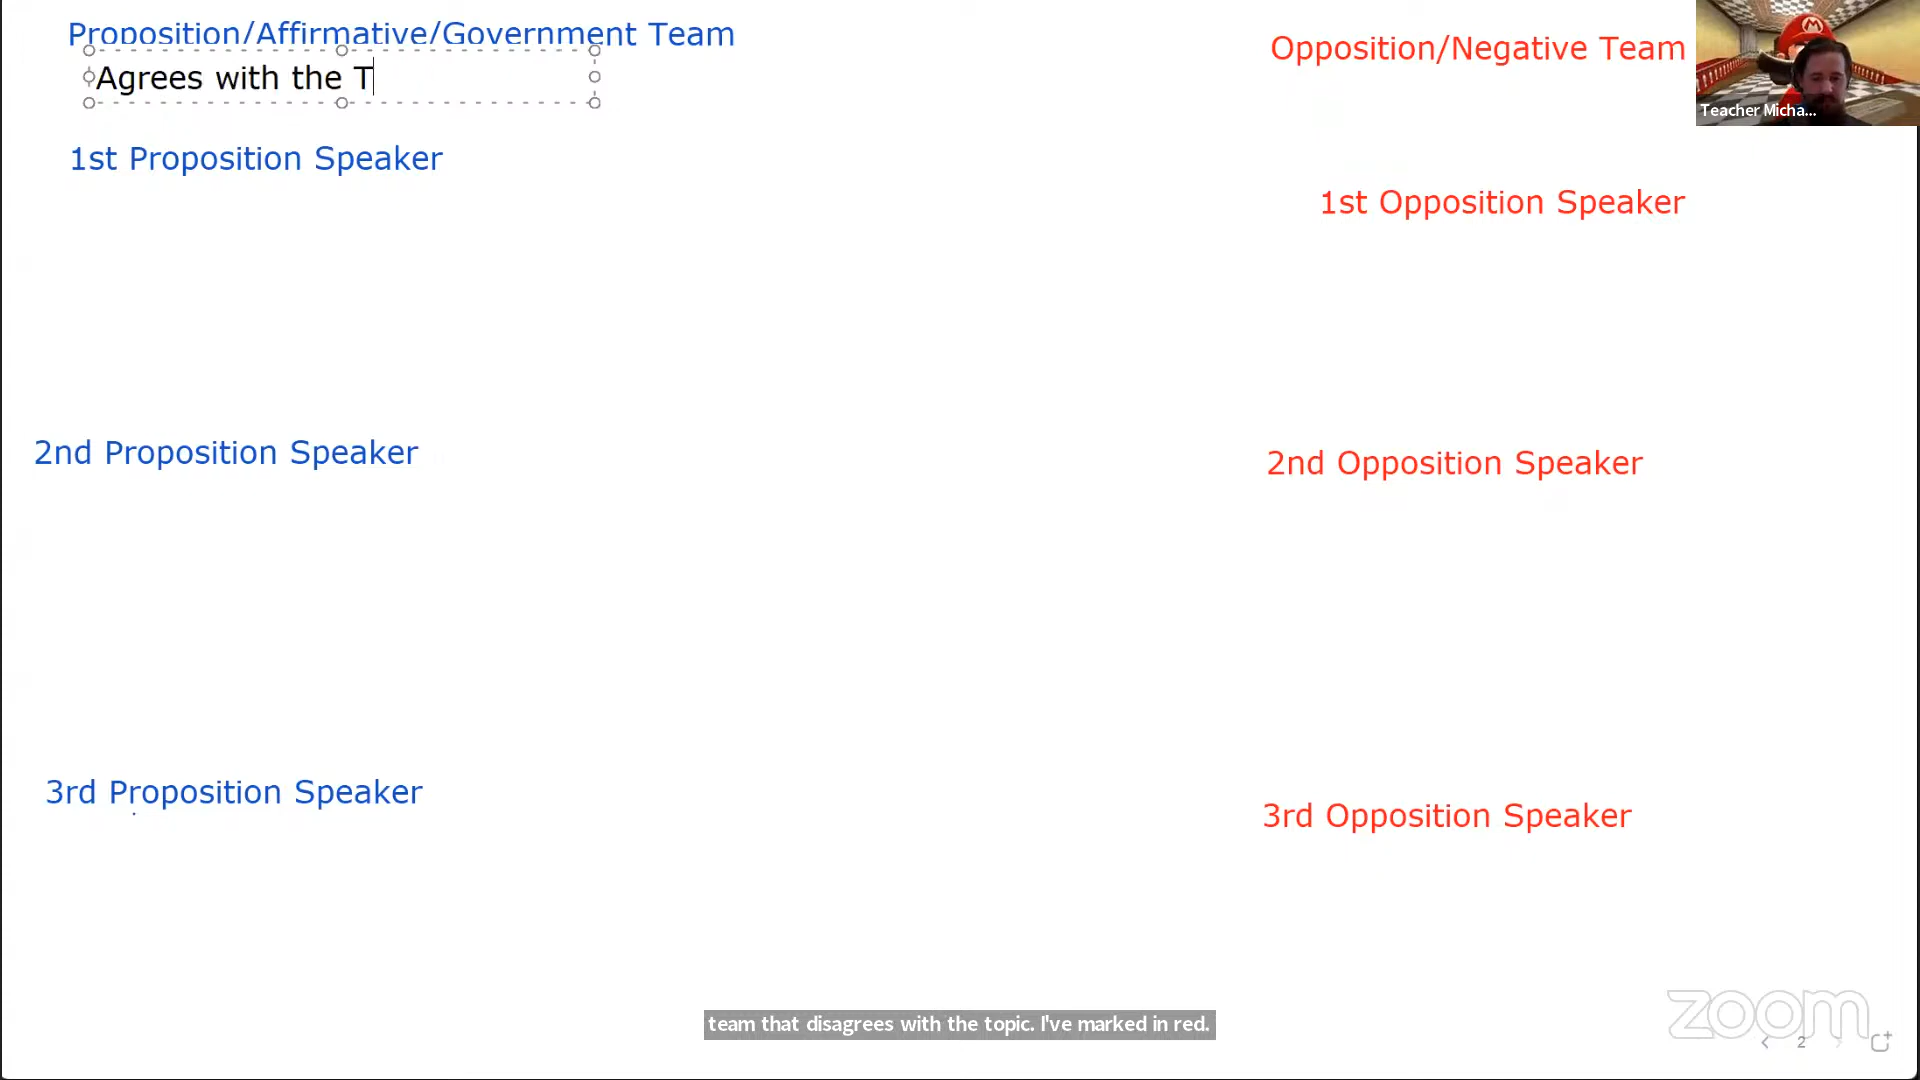 Proposition/Affirmative/Government Team
Agrees with the T
Opposition/Negative Team
Teacher Micha...
1st Proposition Speaker
1st Opposition Speaker
2nd Proposition Speaker
2nd Opposition Speaker
3rd Proposition Speaker
3rd Opposition Speaker
team that disagrees with the topic. I've marked in red.
zoom
2